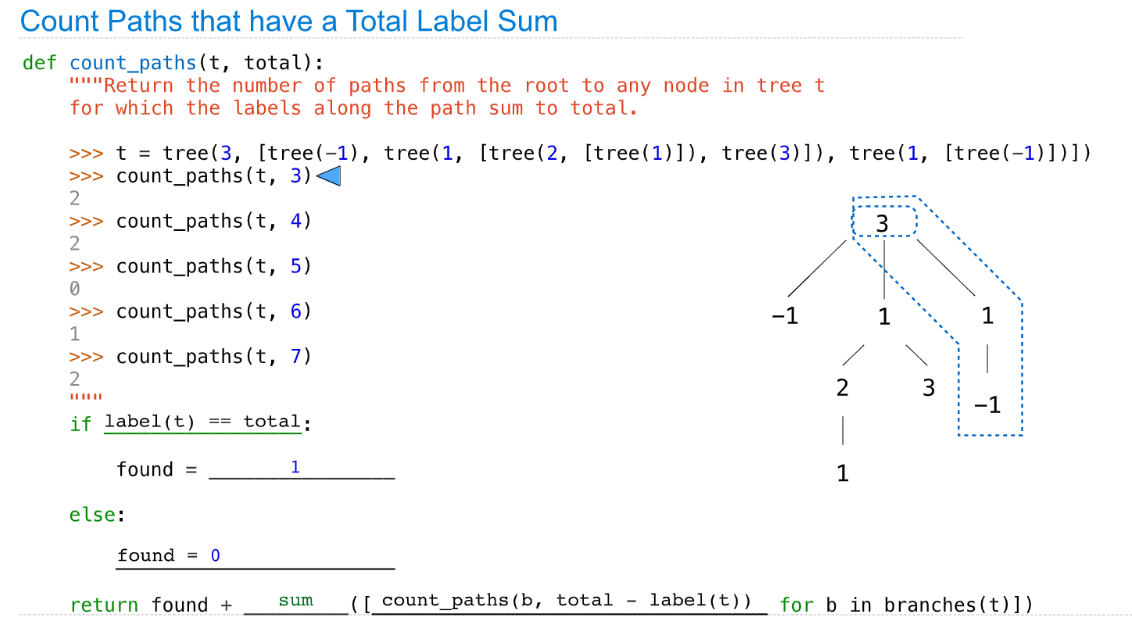 Count Paths that have a Total Label Sum
def count_paths(t, total):
"""Return the number of paths from the root to any node in tree t
for which the labels along the path sum to total.
>>> t = tree(3, [tree(-1), tree(1, [tree(2, [tree(1)]), tree(3)]), tree(1, [tree(-1)])])
>>> count_paths(t, 3)
2
>>> count_paths(t, 4)
2
>>> count_paths(t, 5)
0
>>> count_paths(t, 6)
1
>>> count_paths(t, 7)
2
"""
if label(t) == total:
found = 1
else:
found = 0
return found + sum ([ count_paths(b, total - label(t)) for b in branches(t)])
3
-1 1 1
2 3 -1
1